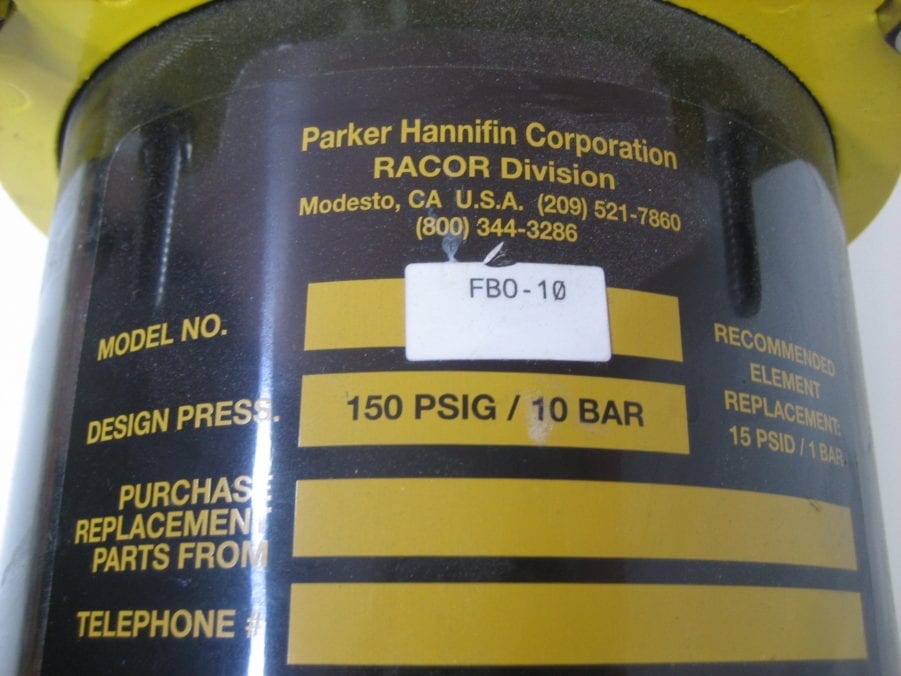 Parker Hannifin Corporation
RACOR Division
Modesto, CA U.S.A. (209) 521-7860
(800) 344-3286
MODEL NO.
FBO-10
DESIGN PRESS.
150 PSIG / 10 BAR
RECOMMENDED
ELEMENT
REPLACEMENT:
15 PSID / 1 BAR
PURCHASE
REPLACEMENT
PARTS FROM
TELEPHONE #